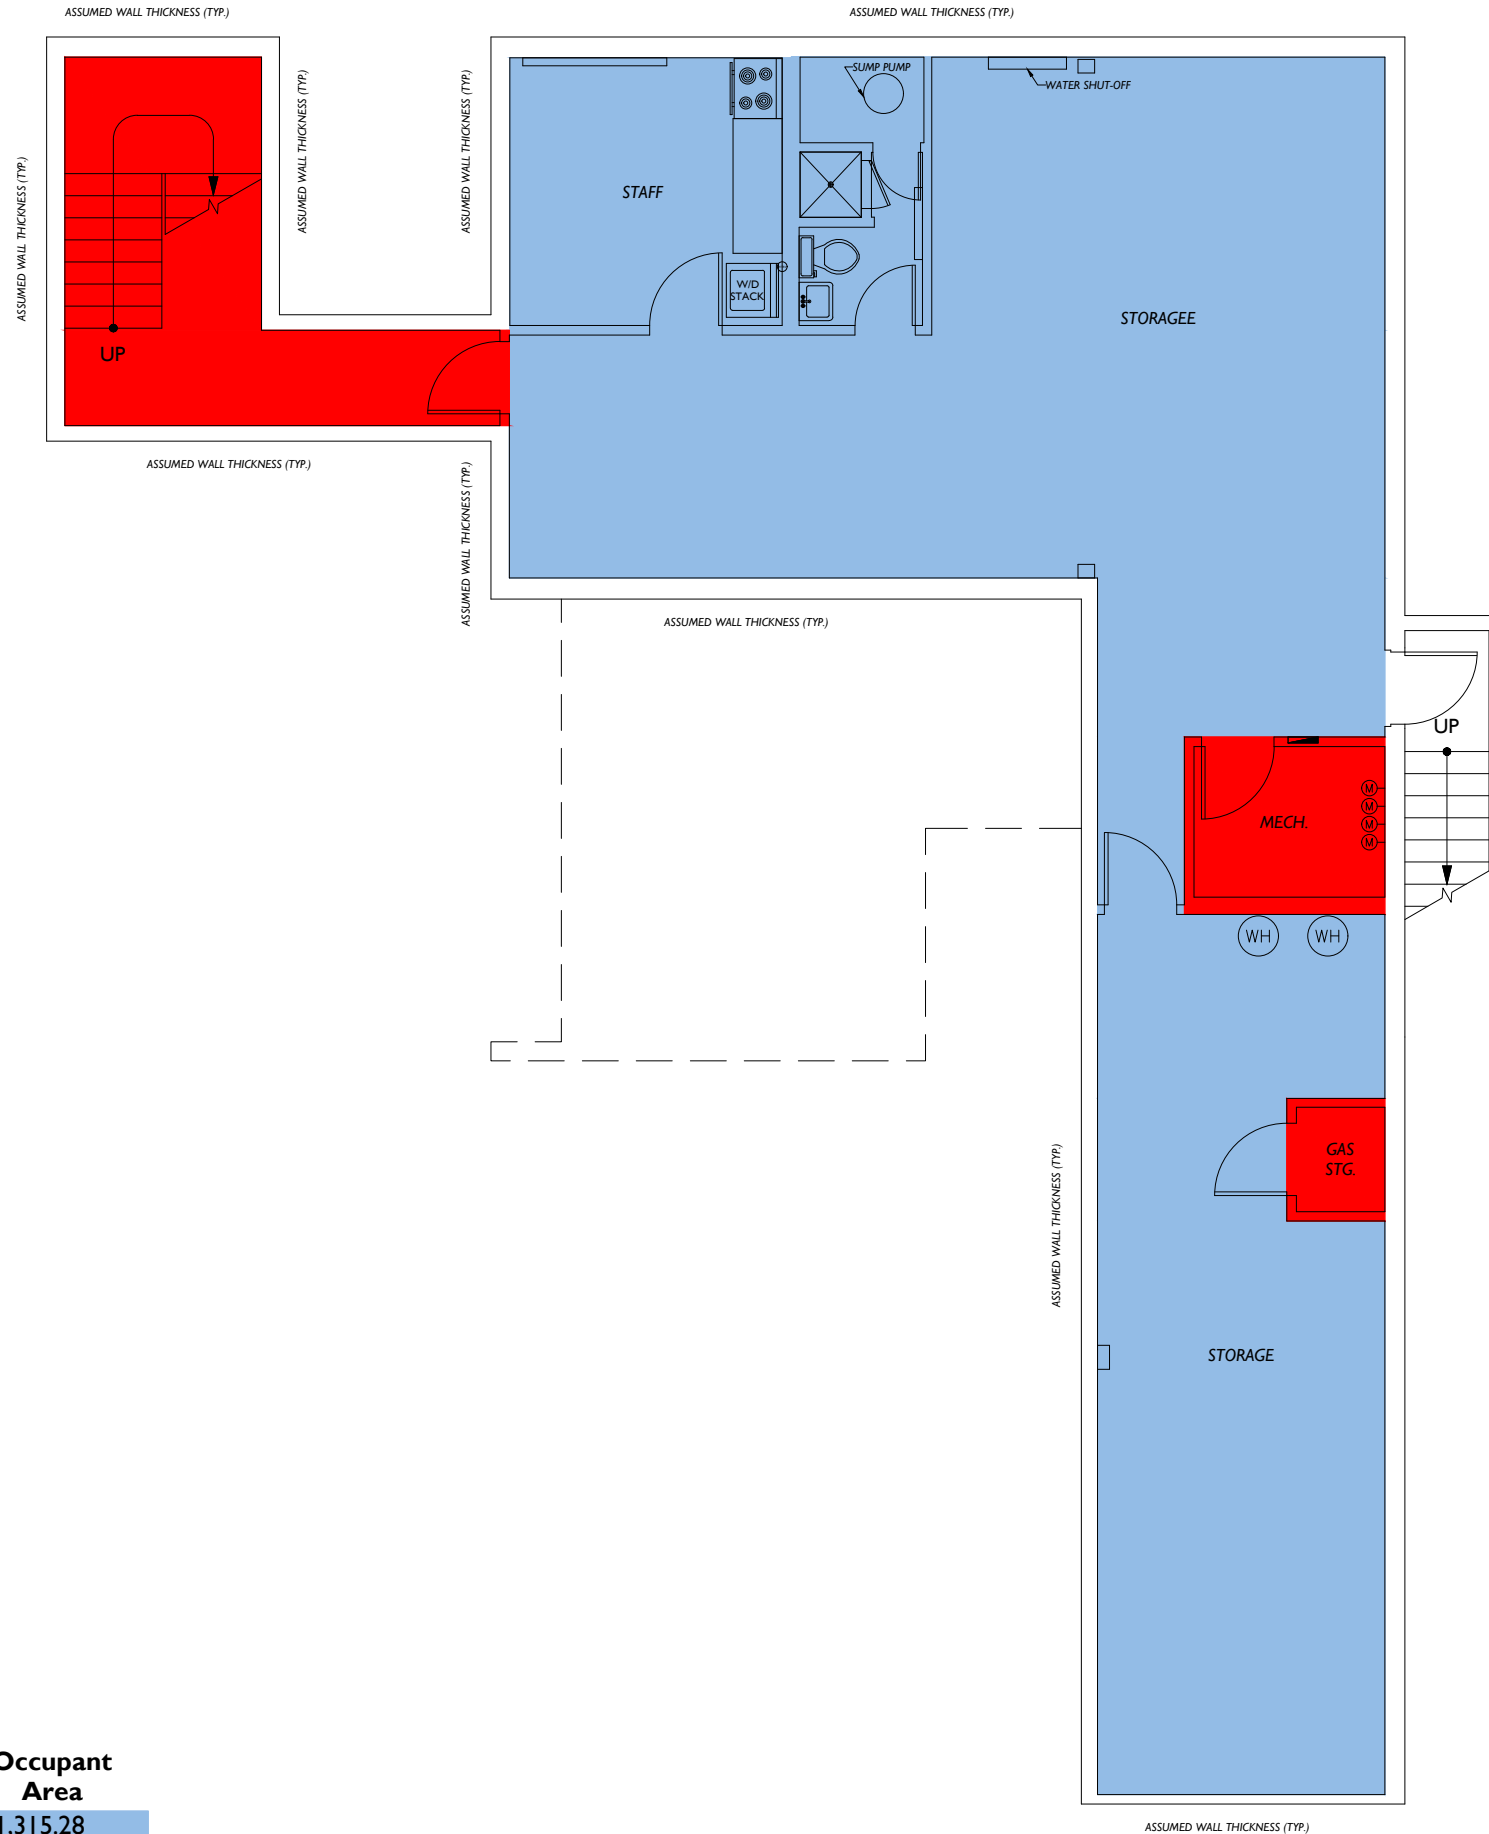 ASSUMED WALL THICKNESS (TYP.)
ASSUMED WALL THICKNESS (TYP.)
SUMP PUMP
WATER SHUT-OFF
ASSUMED WALL THICKNESS (TYP.)
ASSUMED WALL THICKNESS (TYP.)
ASSUMED WALL THICKNESS (TYP.)
STAFF
W/D
STACK
STORAGEE
UP
ASSUMED WALL THICKNESS (TYP.)
ASSUMED WALL THICKNESS (TYP.)
ASSUMED WALL THICKNESS (TYP.)
UP
M
M
M
M
MECH.
WH
WH
GAS
STG.
ASSUMED WALL THICKNESS (TYP.)
STORAGE
Occupant
Area
1,315.28
ASSUMED WALL THICKNESS (TYP.)